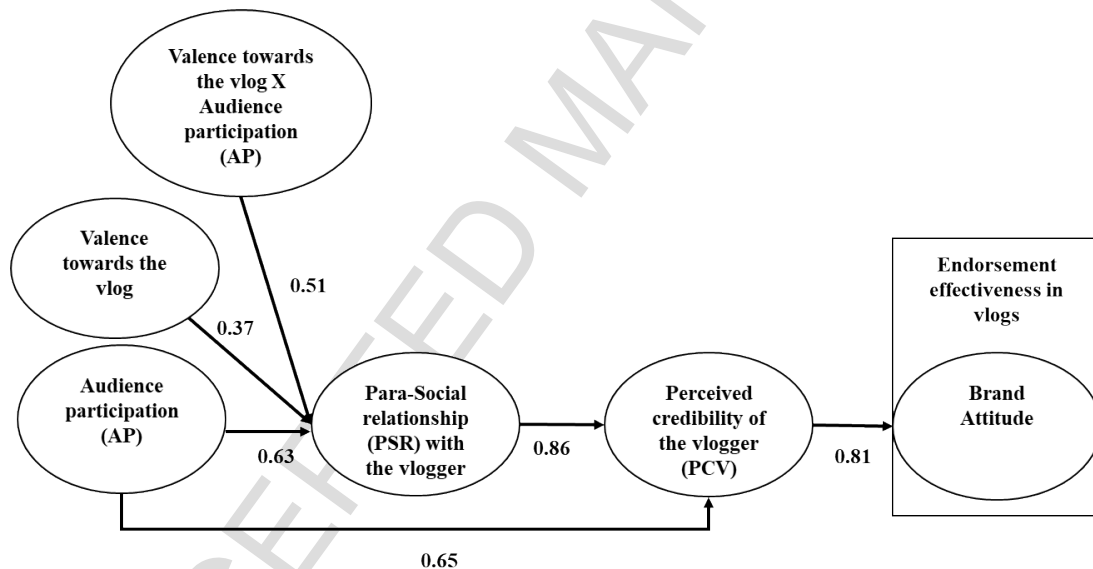 Valence towards
the vlog X
Audience
participation
(AP)
Valence
towards the
vlog
0.51
0.37
Endorsement
effectiveness in
vlogs
Audience
participation
(AP)
0.63
Para-Social
relationship
(PSR) with
the vlogger
0.86
Perceived
credibility of
the vlogger
(PCV)
0.81
Brand
Attitude
0.65